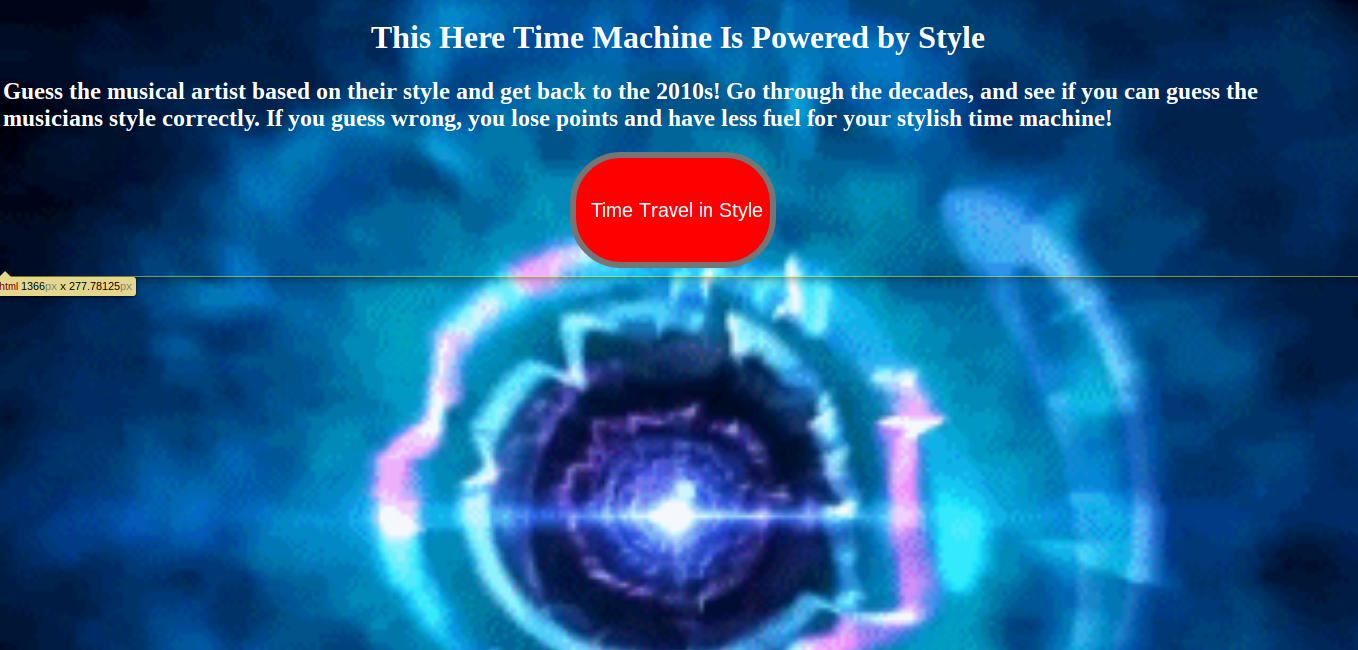 This Here Time Machine Is Powered by Style
Guess the musical artist based on their style and get back to the 2010s! Go through the decades, and see if you can guess the
musicians style correctly. If you guess wrong, you lose points and have less fuel for your stylish time machine!
Time Travel in Style
html 1366px x 277.78125px